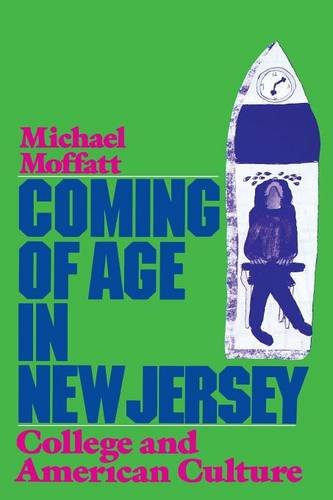 Michael
Moffatt
COMING
OF AGE
IN
NEW JERSEY
College and
American Culture